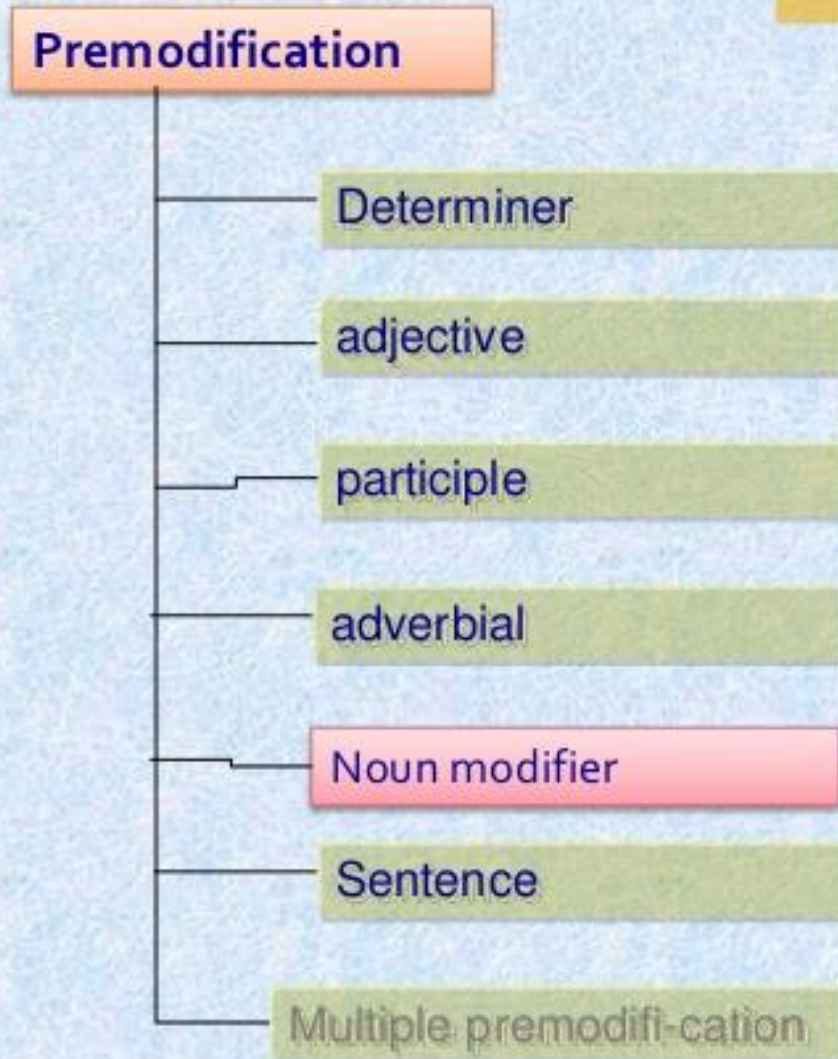 Premodification
Determiner
adjective
participle
adverbial
Noun modifier
Sentence
Multiple premodifi-cation